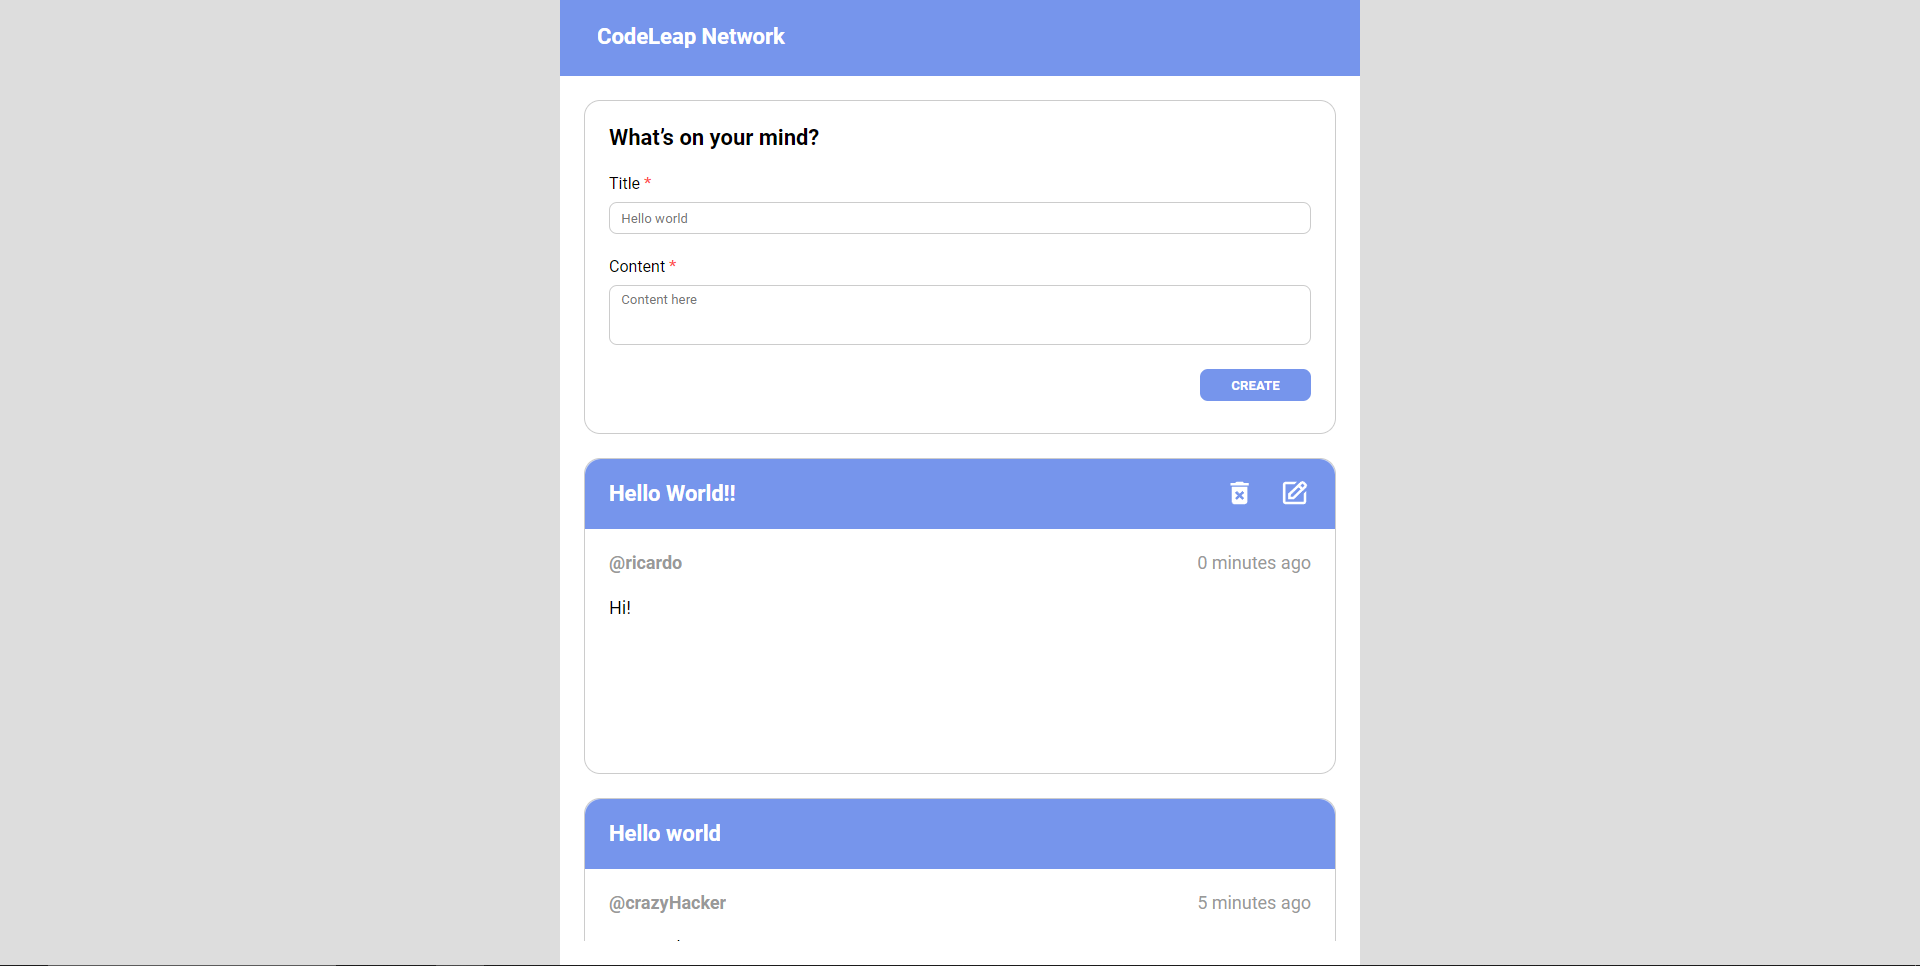 CodeLeap Network
What’s on your mind?
Title *
Hello world
Content *
Content here
CREATE
Hello World!!
@ricardo 0 minutes ago
Hi!
Hello world
@crazyHacker 5 minutes ago